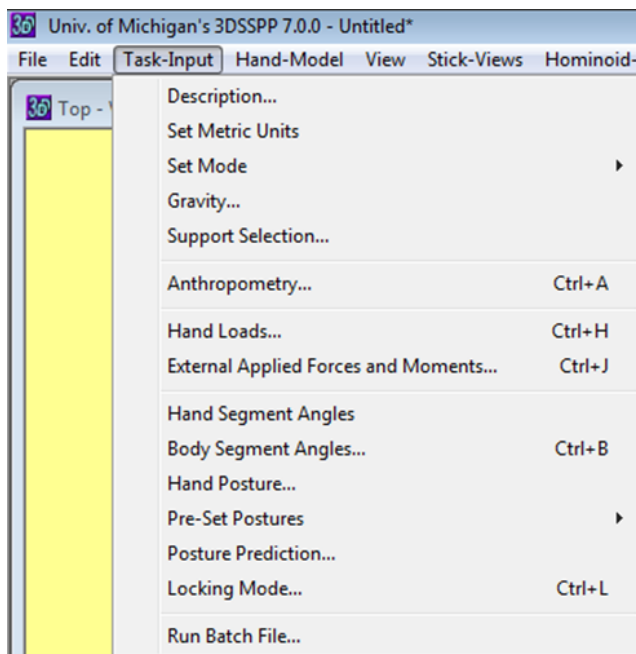 Univ. of Michigan's 3DSSPP 7.0.0 - Untitled*
File Edit Task-Input Hand-Model View Stick-Views Hominoid-
Top -
Description...
Set Metric Units
Set Mode
Gravity...
Support Selection...
Anthropometry... Ctrl+A
Hand Loads... Ctrl+H
External Applied Forces and Moments... Ctrl+J
Hand Segment Angles
Body Segment Angles... Ctrl+B
Hand Posture...
Pre-Set Postures
Posture Prediction...
Locking Mode... Ctrl+L
Run Batch File...